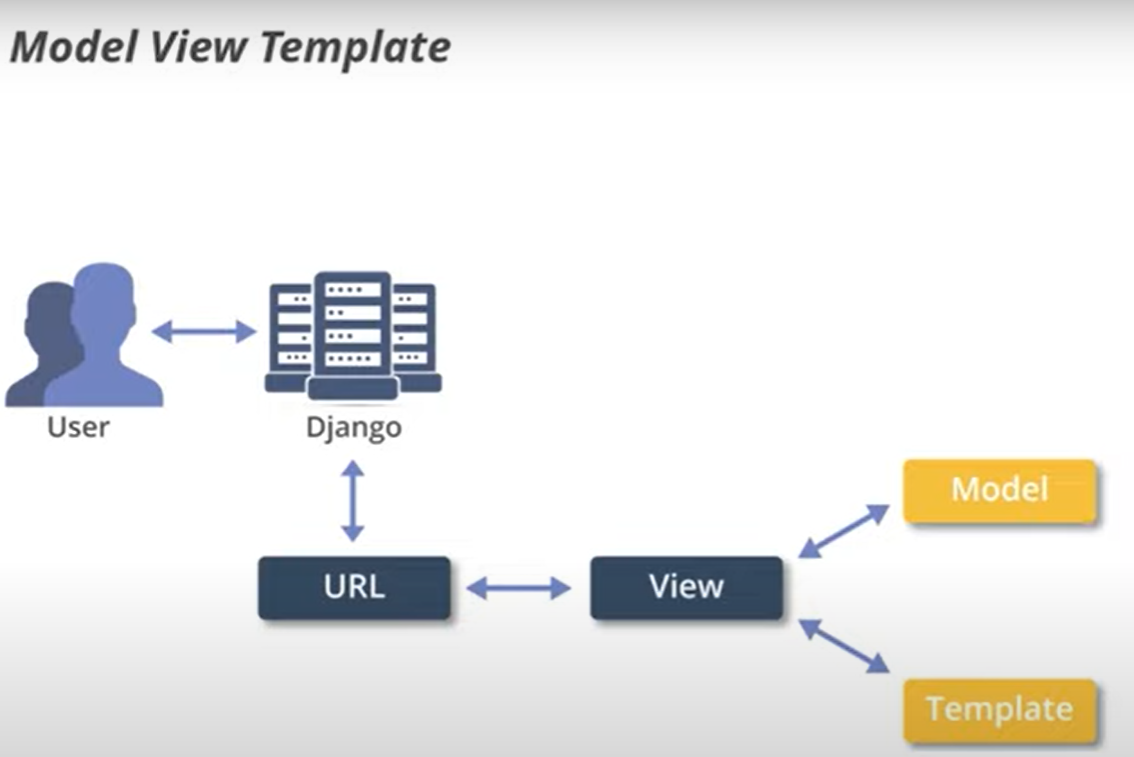 Model View Template
User
Django
Model
URL
View
Template